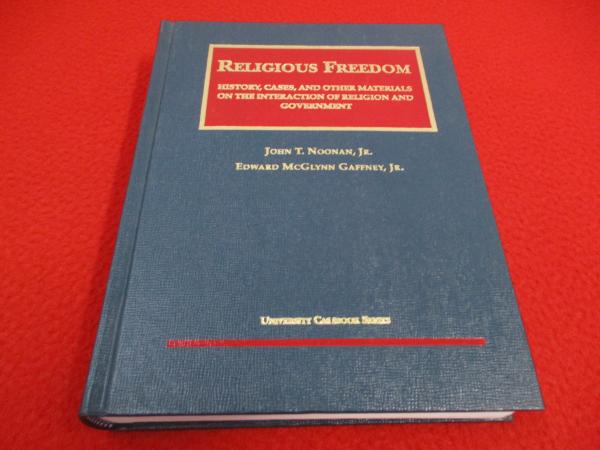 RELIGIOUS FREEDOM
HISTORY, CASES, AND OTHER MATERIALS
ON THE INTERACTION OF RELIGION AND
GOVERNMENT
JOHN T. NOONAN, JR.
EDWARD MCGLYNN GAFFNEY, JR.
UNIVERSITY CASEBOOK SERIES